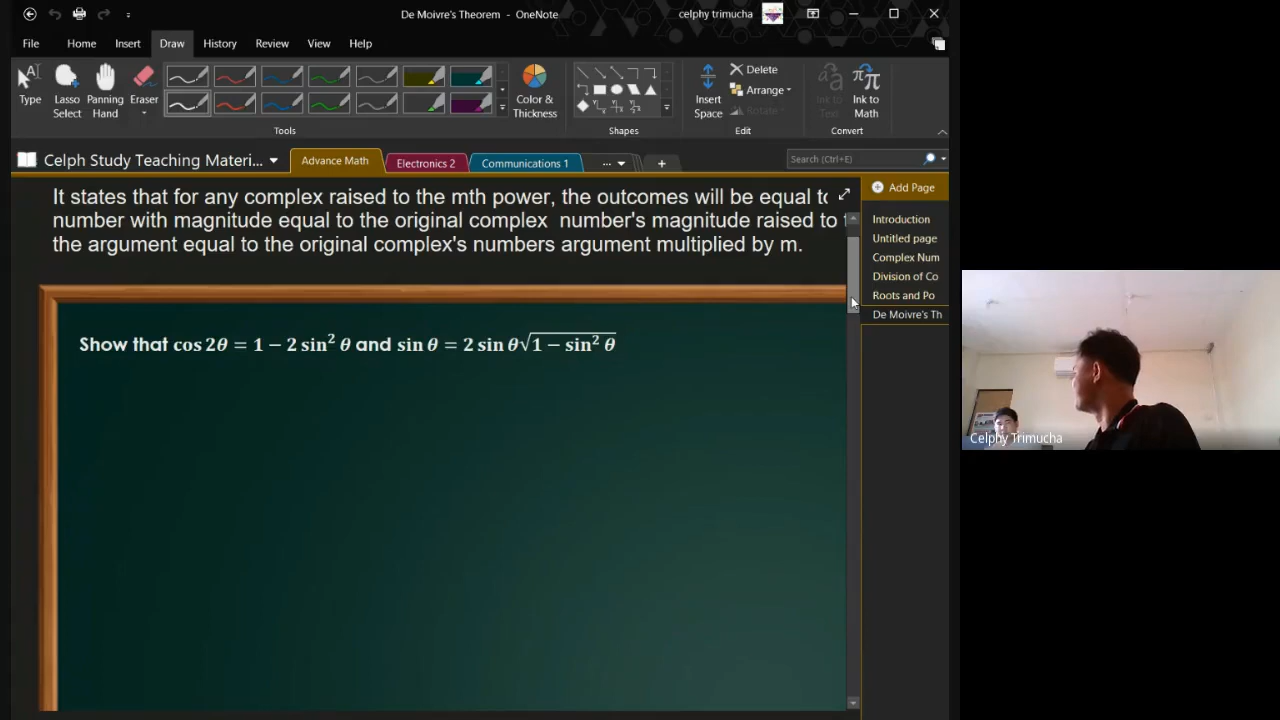 De Moivre's Theorem - OneNote
celphy trimucha
File Home Insert Draw History Review View Help
Type
Lasso Select
Panning Hand
Eraser
Color & Thickness
Insert Space
Delete
Arrange
Rotate
Ink to Text
Ink to Math
Tools
Shapes
Edit
Convert
Celph Study Teaching Materi...
Advance Math
Electronics 2
Communications 1
...
Search (Ctrl+E)
Add Page
It states that for any complex raised to the mth power, the outcomes will be equal to
number with magnitude equal to the original complex number's magnitude raised to
the argument equal to the original complex's numbers argument multiplied by m.
Introduction
Untitled page
Complex Num
Division of Co
Roots and Po
De Moivre's Th
Show that cos 2θ = 1 − 2 sin² θ and sin θ = 2 sin θ√1 − sin² θ
Celphy Trimucha